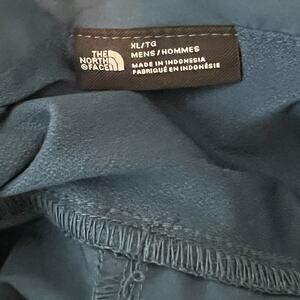 THE
NORTH
FACE
XL/TG
MENS/HOMMES
MADE IN INDONESIA
FABRIQUÉ EN INDONÉSIE